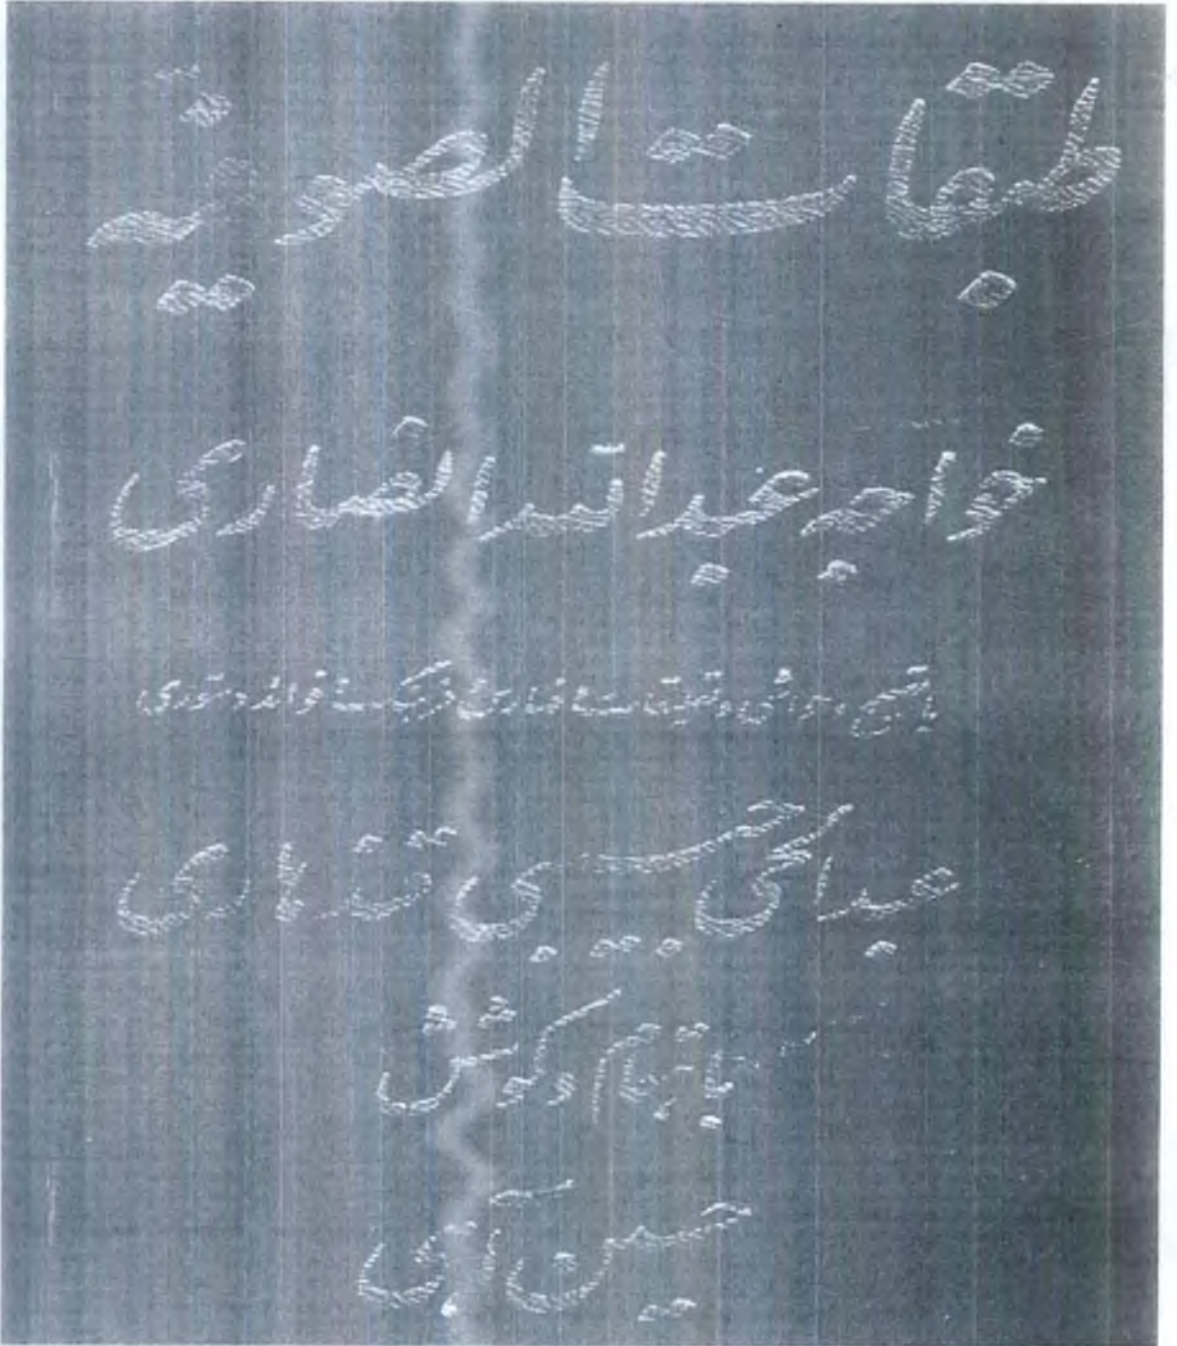 طبقات الصوفیه
خواجه عبدالله انصاری
عبدالحی حبیبی قندهاری
باهتمام و کوشش
حسین آهی